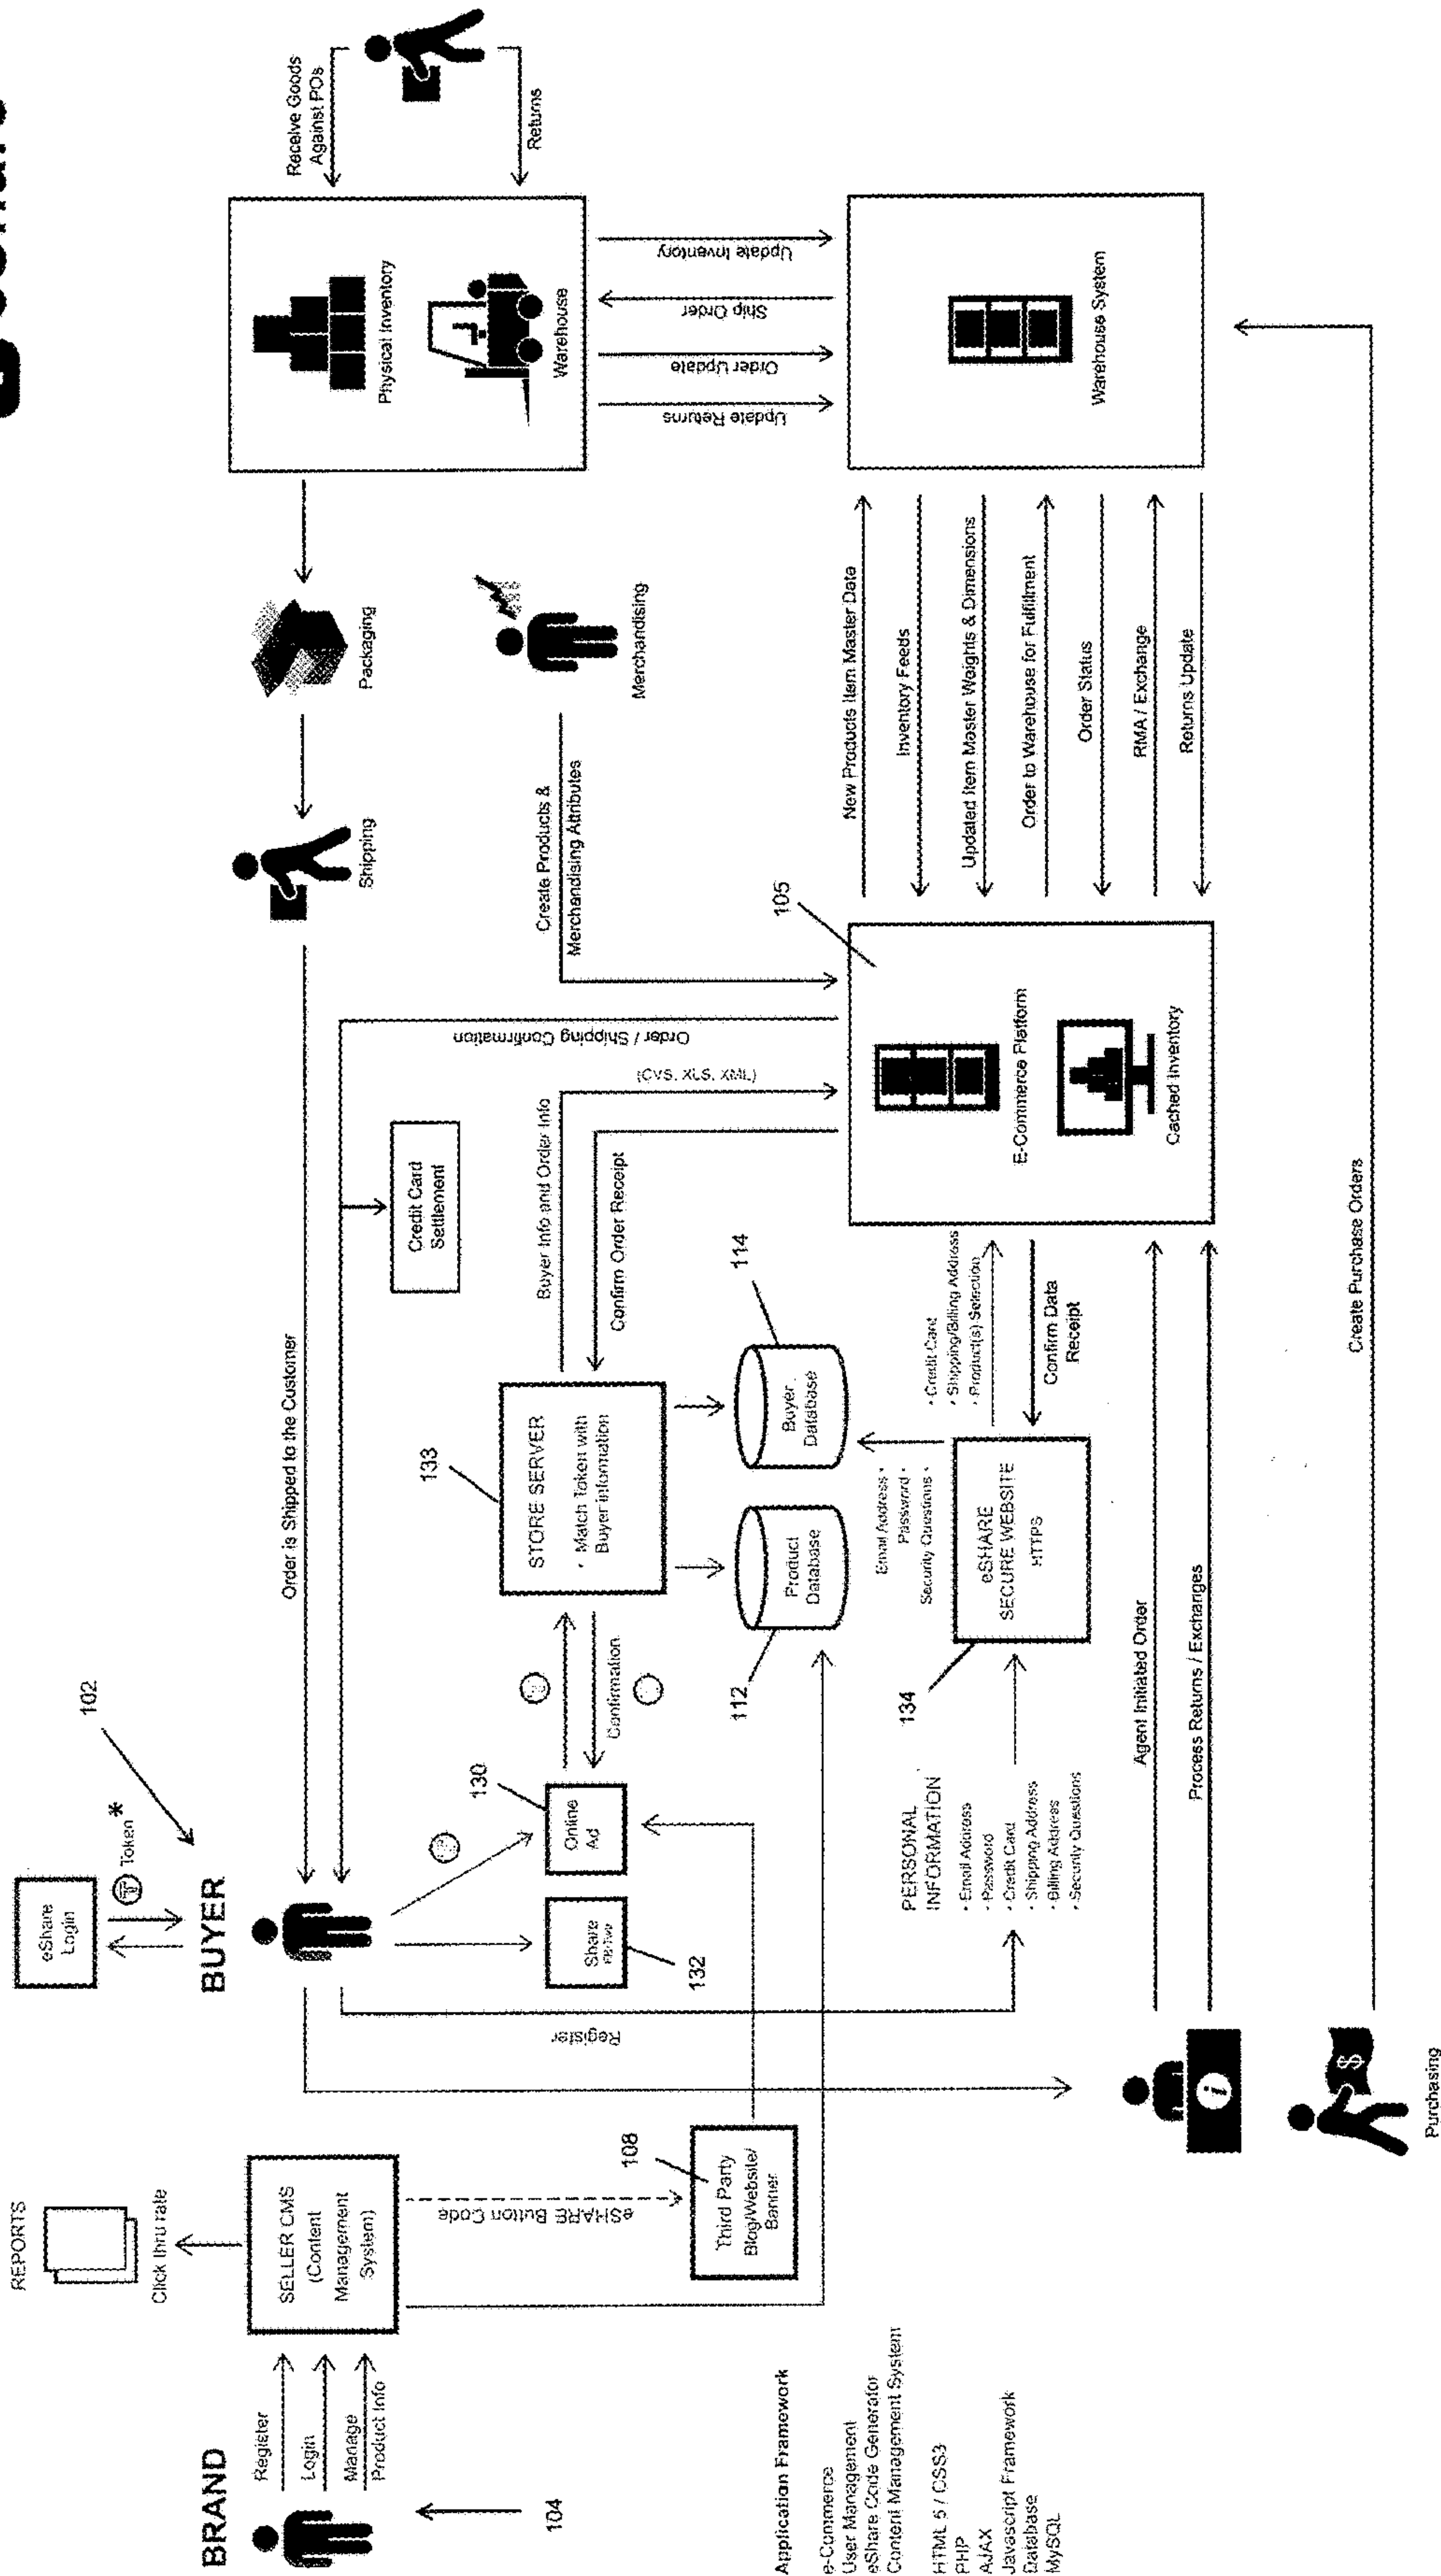 REPORTS
Click thru rate
BRAND
Register
Login
Manage
Product Info
104
SELLER CMS
(Content
Management
System)
eSHARE Button Code
108
Third Party
Blog/Website/
Banner
Application Framework
e-Commerce
User Management
eShare Code Generator
Content Management System
HTML 5 / CSS3
PHP
AJAX
Javascript Framework
Database
MySQL
eShare
Login
T
Token*
102
BUYER
Register
Share
132
130
Online
Ad
Confirmation
133
STORE SERVER
• Match Token with
Buyer information
Product
Database
112
Buyer
Database
114
PERSONAL
INFORMATION
• Email Address
• Password
• Credit Card
• Shipping Address
• Billing Address
• Security Questions
134
eSHARE
SECURE WEBSITE
HTTPS
Email Address •
Password •
Security Questions •
• Credit Card
• Shipping/Billing Address
• Product(s) Selection
Confirm Data
Receipt
Agent Initiated Order
Process Returns / Exchanges
i
$
Purchasing
Create Purchase Orders
Order is Shipped to the Customer
Credit Card
Settlement
Buyer Info and Order Info
Confirm Order Receipt
(CVS, XLS, XML)
Order / Shipping Confirmation
Create Products &
Merchandising Attributes
Merchandising
105
E-Commerce Platform
Cached Inventory
Shipping
Packaging
New Products Item Master Data
Inventory Feeds
Updated Item Master Weights & Dimensions
Order to Warehouse for Fulfillment
Order Status
RMA / Exchange
Returns Update
Physical Inventory
Warehouse
Receive Goods
Against POs
Returns
Update Returns
Order Update
Ship Order
Update Inventory
Warehouse System